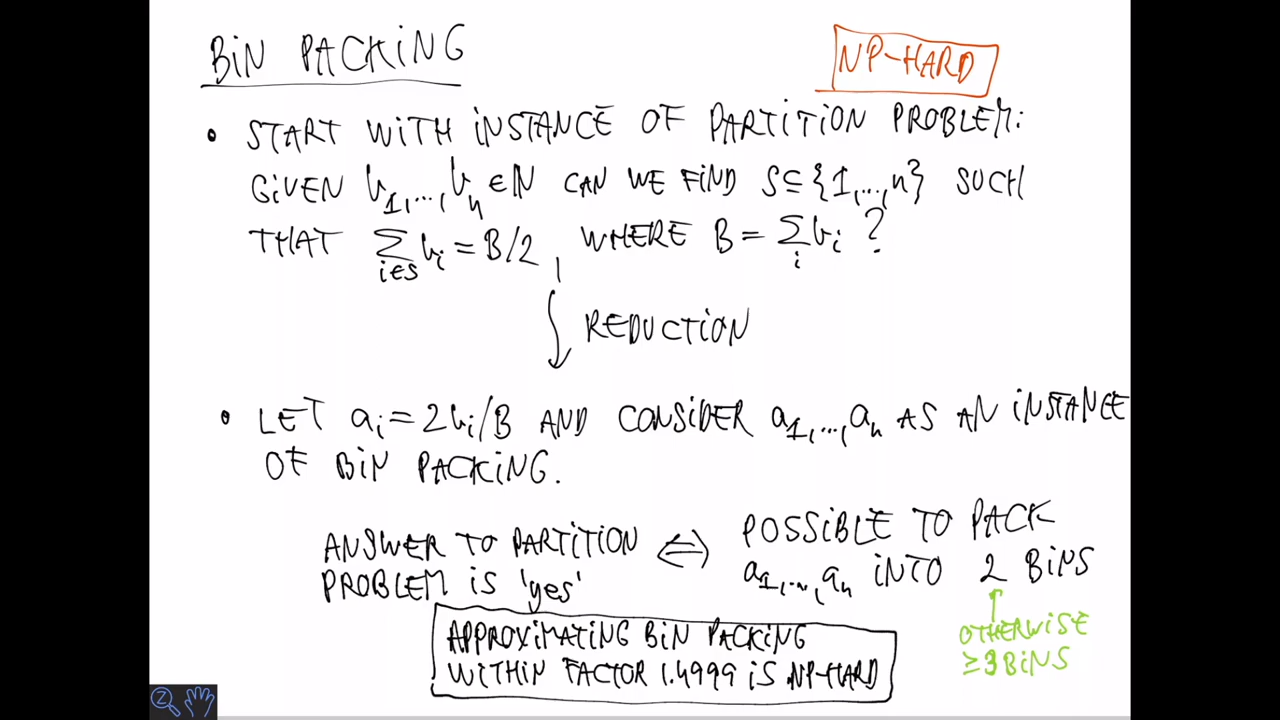 BIN PACKING
NP-HARD
• START WITH INSTANCE OF PARTITION PROBLEM:
GIVEN b₁,...,bₙ ∈ ℕ CAN WE FIND S ⊆ {1,...,n} SUCH
THAT ∑_{i∈S} bᵢ = B/2, WHERE B = ∑_i bᵢ ?
REDUCTION
• LET aᵢ = 2bᵢ/B AND CONSIDER a₁,...,aₙ AS AN INSTANCE
OF BIN PACKING.
ANSWER TO PARTITION ⇔ POSSIBLE TO PACK
PROBLEM IS 'yes' a₁,...,aₙ INTO 2 BINS
OTHERWISE
≥3 BINS
APPROXIMATING BIN PACKING
WITHIN FACTOR 1.4999 IS NP-HARD